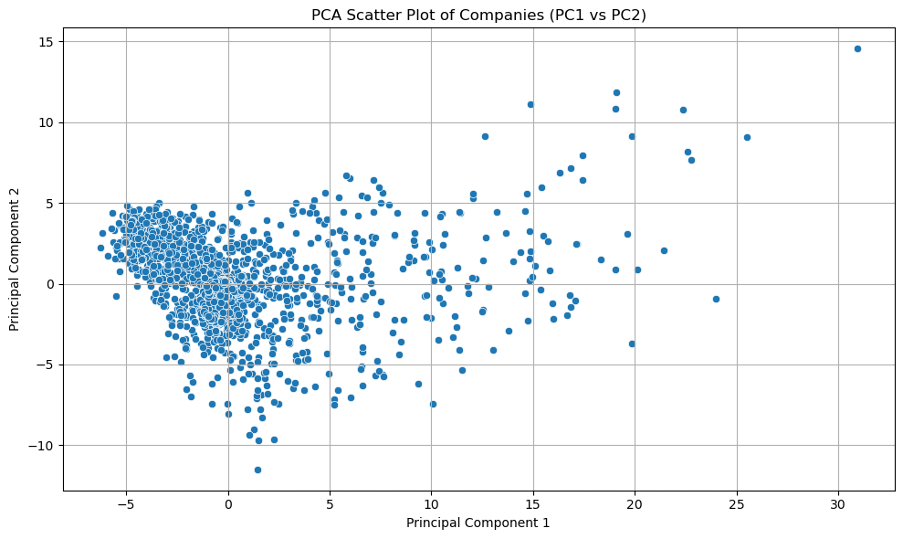 PCA Scatter Plot of Companies (PC1 vs PC2)
Principal Component 2
15
10
5
0
−5
−10
−5 0 5 10 15 20 25 30
Principal Component 1